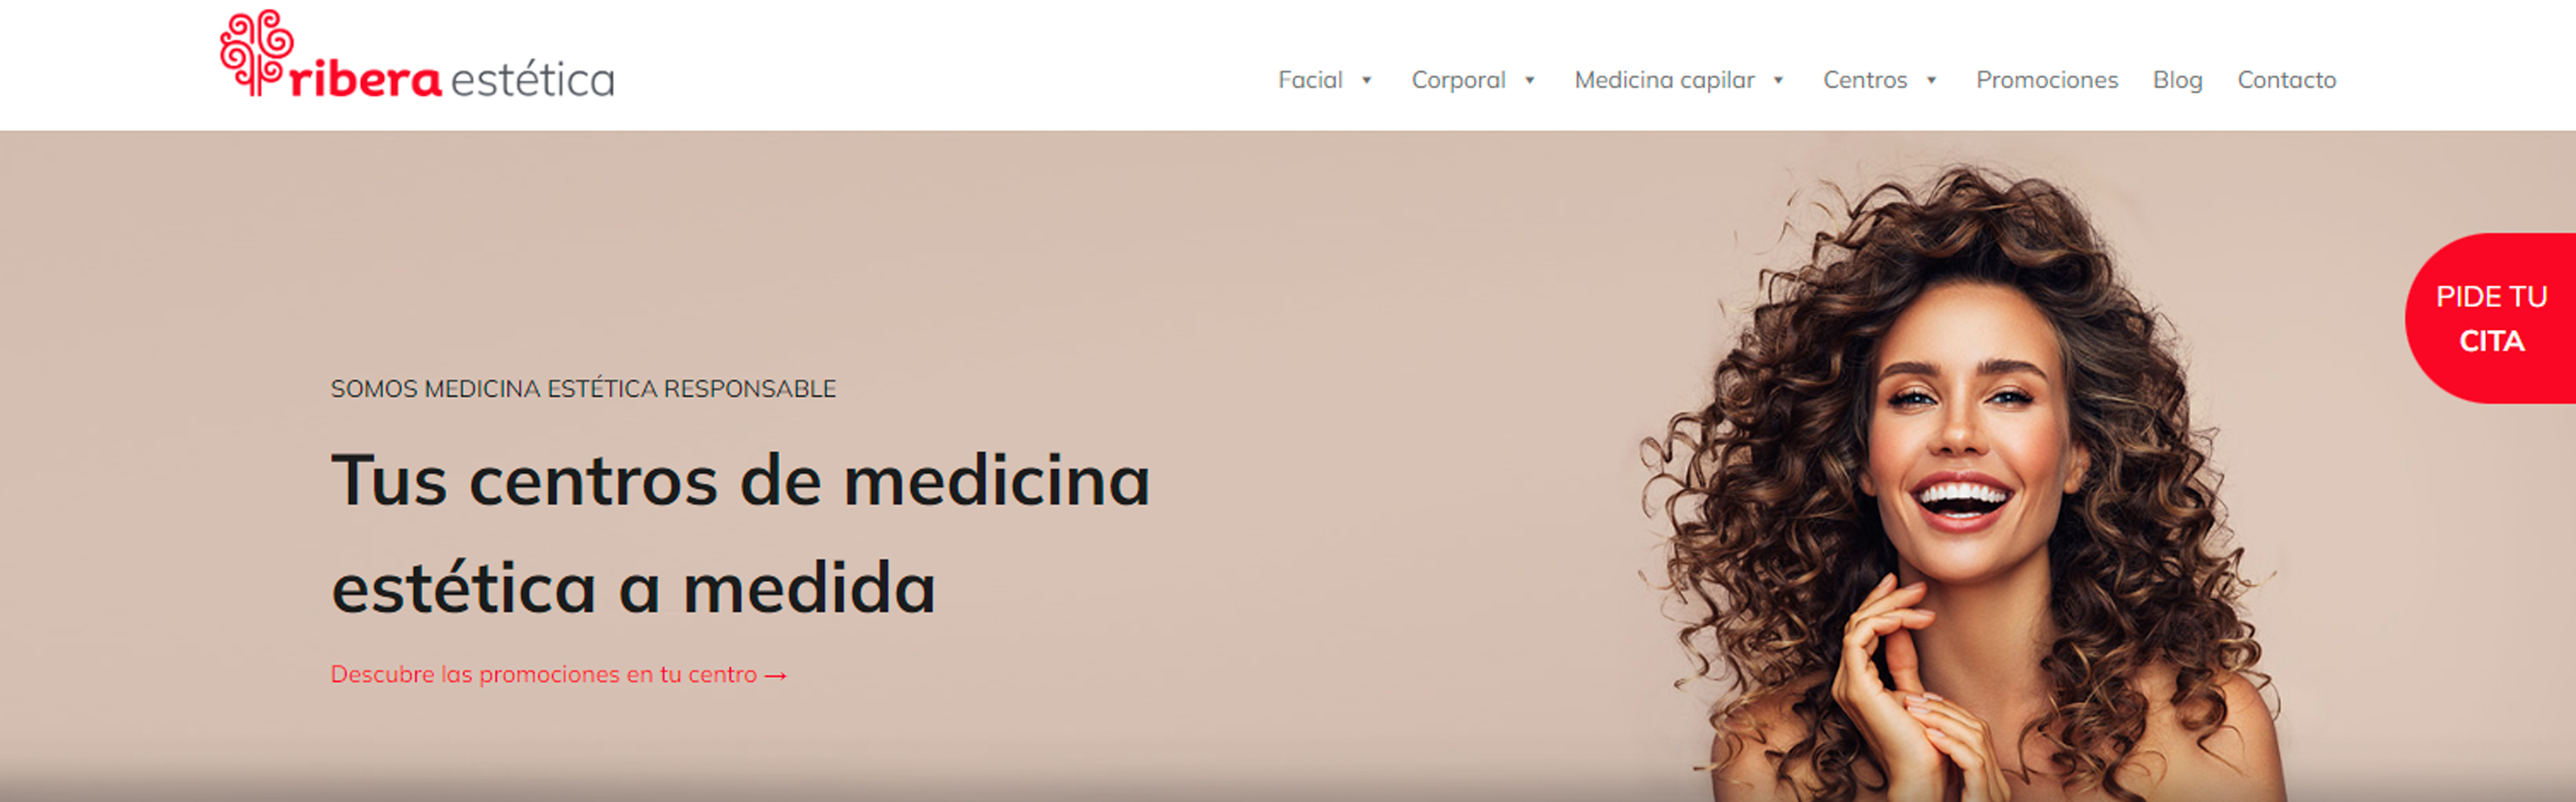 ribera estética
Facial ▼ Corporal ▼ Medicina capilar ▼ Centros ▼ Promociones Blog Contacto
PIDE TU
CITA
SOMOS MEDICINA ESTÉTICA RESPONSABLE
Tus centros de medicina
estética a medida
Descubre las promociones en tu centro →